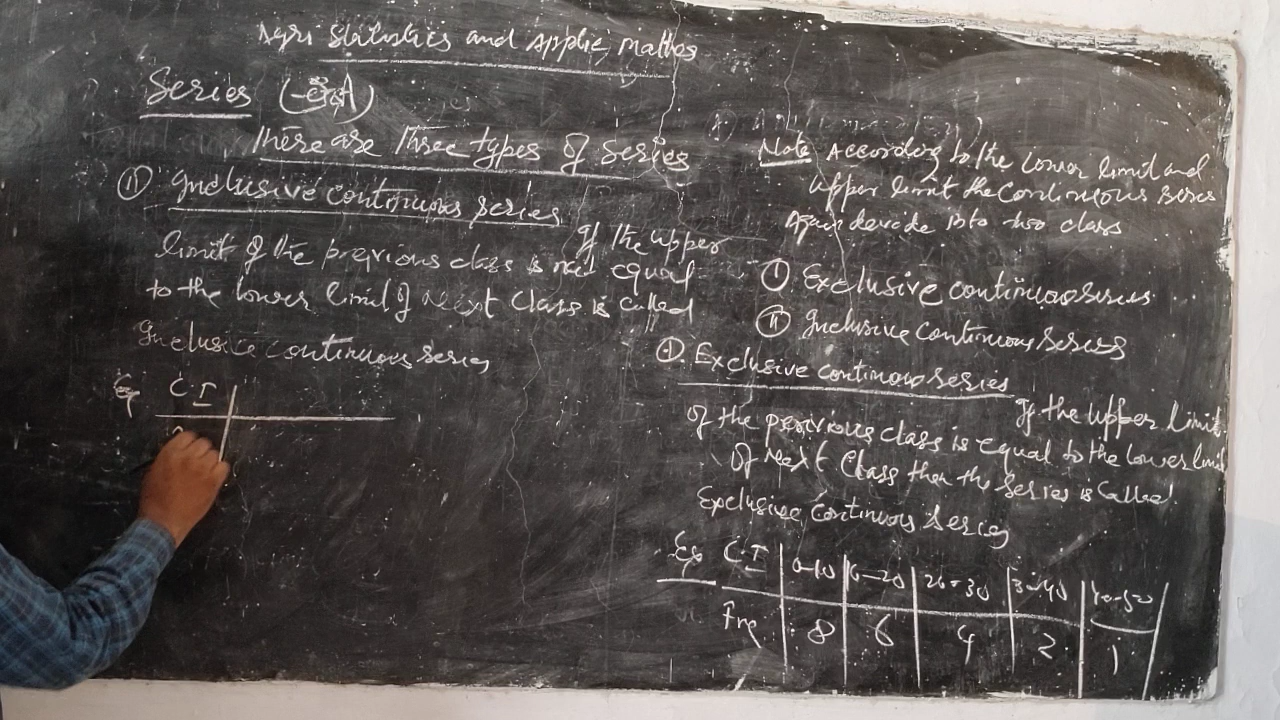 Agri Statistics and Applie, mathes
Series
There are Three types of Series
(II) Inclusive continuous series
If the upper
limit of the previous class is not equal
to the lower limit of Next Class is called
Inclusive continuous series
Eg C I
Note According to the lower limit and
upper limit the continuous series
Again devide into two class
(I) Exclusive continuous series
(II) Inclusive continuous series
(I) Exclusive continuous series
If the upper limit
of the previous class is equal to the lower limit
of Next Class then the Series is Called
Exclusive Continuous Series
Eg C.I 0-10 10-20 20-30 30-40 40-50
Frq 8 6 4 2 1